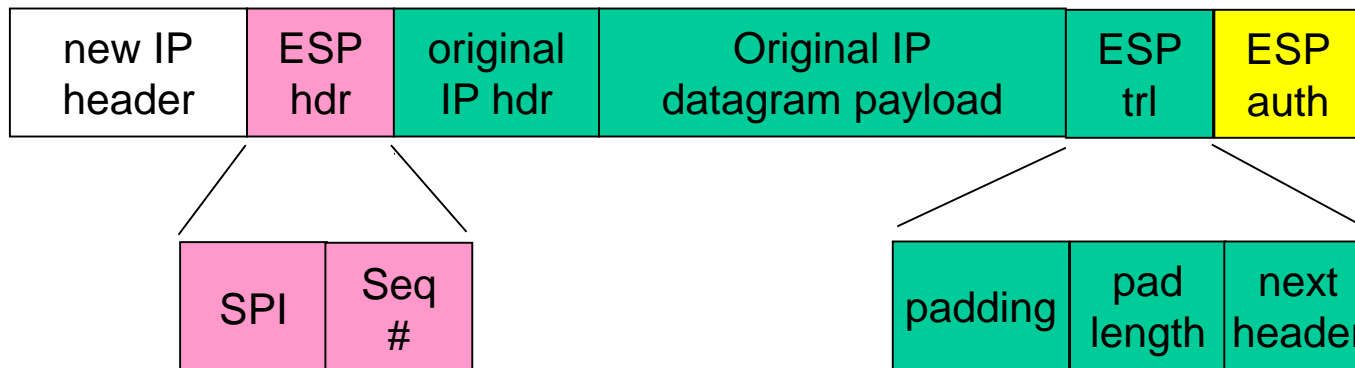 new IP
header
ESP
hdr
original
IP hdr
Original IP
datagram payload
ESP
trl
ESP
auth
SPI
Seq
#
padding
pad
length
next
header